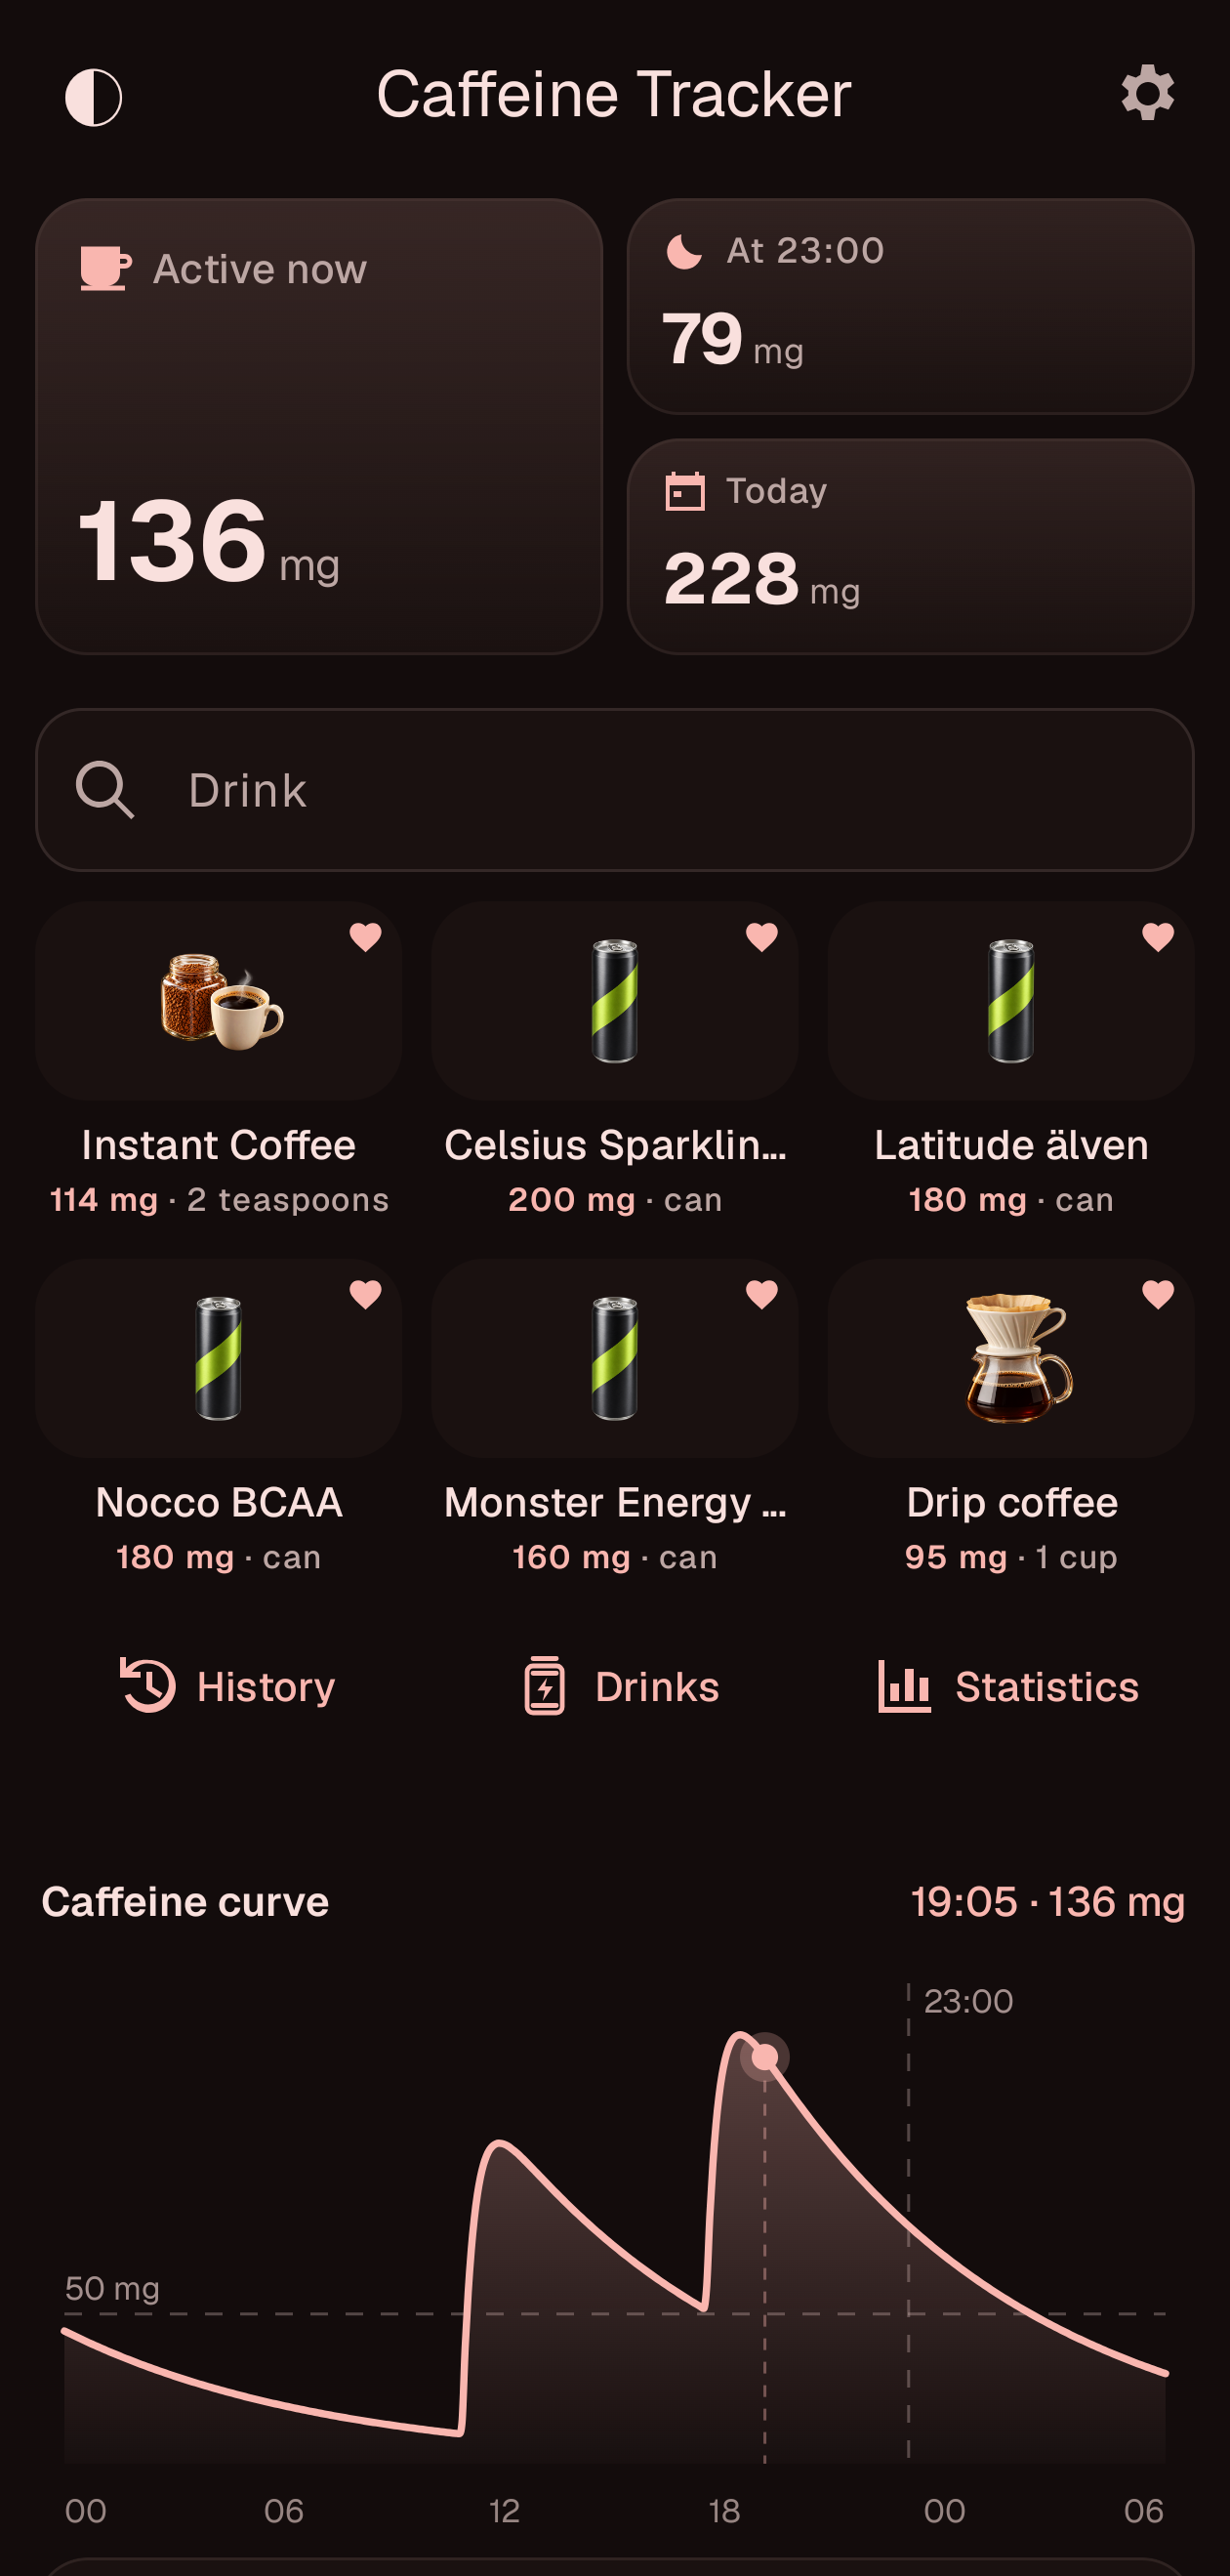 Caffeine Tracker
Active now
136 mg
At 23:00
79 mg
Today
228 mg
Drink
Instant Coffee
114 mg · 2 teaspoons
Celsius Sparklin...
200 mg · can
Latitude älven
180 mg · can
Nocco BCAA
180 mg · can
Monster Energy ...
160 mg · can
Drip coffee
95 mg · 1 cup
History
Drinks
Statistics
Caffeine curve
19:05 · 136 mg
23:00
50 mg
00 06 12 18 00 06